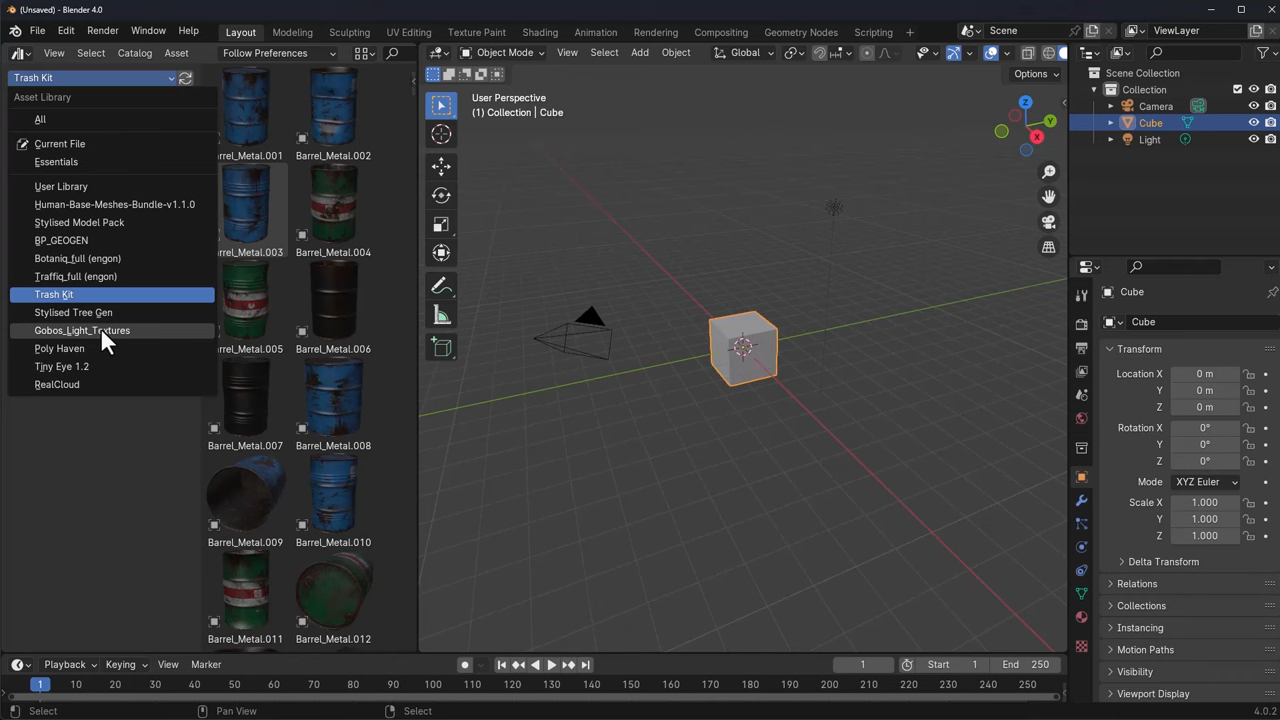 (Unsaved) - Blender 4.0
File Edit Render Window Help Layout Modeling Sculpting UV Editing Texture Paint Shading Animation Rendering Compositing Geometry Nodes Scripting + Scene ViewLayer
View Select Catalog Asset Follow Preferences Object Mode View Select Add Object Global
Trash Kit
Options
Asset Library
All
Current File
Essentials
User Library
Human-Base-Meshes-Bundle-v1.1.0
Stylised Model Pack
BP_GEOGEN
Botaniq_full (engon)
Traffiq_full (engon)
Trash Kit
Stylised Tree Gen
Gobos_Light_Textures
Poly Haven
Tiny Eye 1.2
RealCloud
Barrel_Metal.001 Barrel_Metal.002
arrel_Metal.003 Barrel_Metal.004
arrel_Metal.005 Barrel_Metal.006
Barrel_Metal.007 Barrel_Metal.008
Barrel_Metal.009 Barrel_Metal.010
Barrel_Metal.011 Barrel_Metal.012
User Perspective
(1) Collection | Cube
Z
Y
X
Scene Collection
Collection
Camera
Cube
Light
Cube
Cube
Transform
Location X 0 m
Y 0 m
Z 0 m
Rotation X 0°
Y 0°
Z 0°
Mode XYZ Euler
Scale X 1.000
Y 1.000
Z 1.000
Delta Transform
Relations
Collections
Instancing
Motion Paths
Visibility
Viewport Display
Playback Keying View Marker 1 Start 1 End 250
1 10 20 30 40 50 60 70 80 90 100 110 120 130 140 150 160 170 180 190 200 210 220 230 240 250
Select Pan View Select 4.0.2